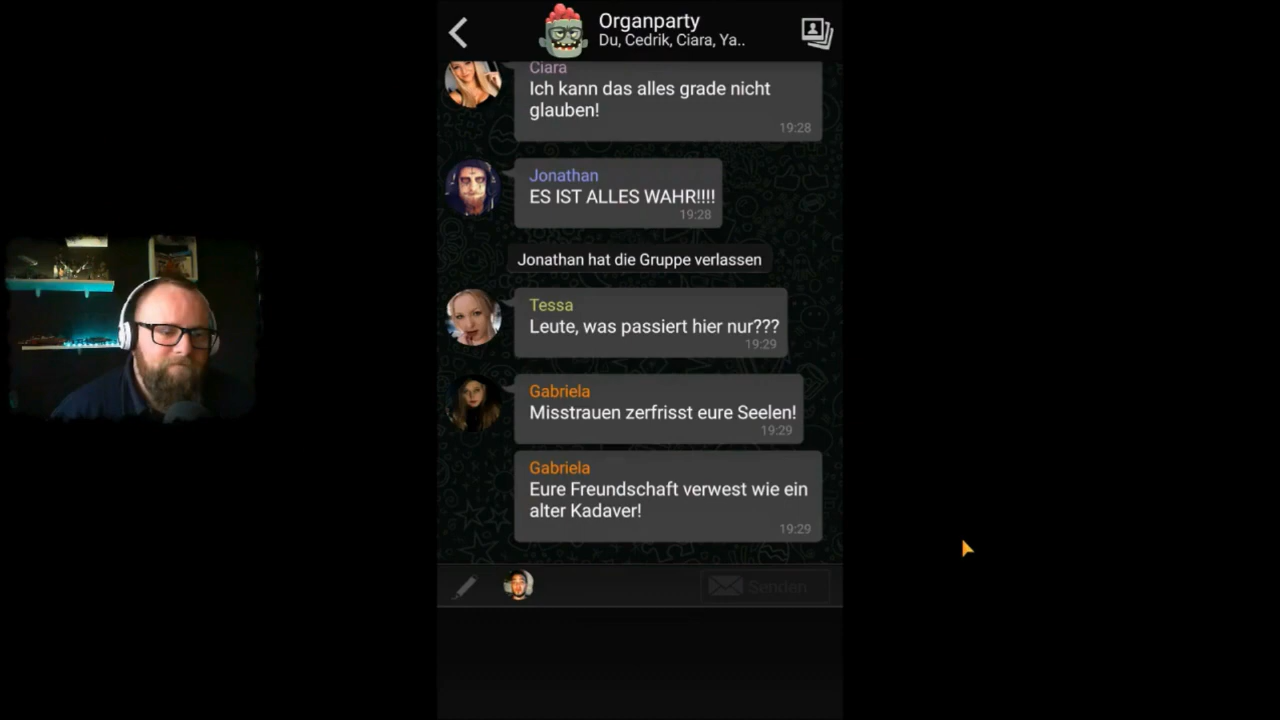 Organparty
Du, Cedrik, Ciara, Ya..
Ciara
Ich kann das alles grade nicht
glauben!
19:28
Jonathan
ES IST ALLES WAHR!!!!
19:28
Jonathan hat die Gruppe verlassen
Tessa
Leute, was passiert hier nur???
19:29
Gabriela
Misstrauen zerfrisst eure Seelen!
19:29
Gabriela
Eure Freundschaft verwest wie ein
alter Kadaver!
19:29
Senden